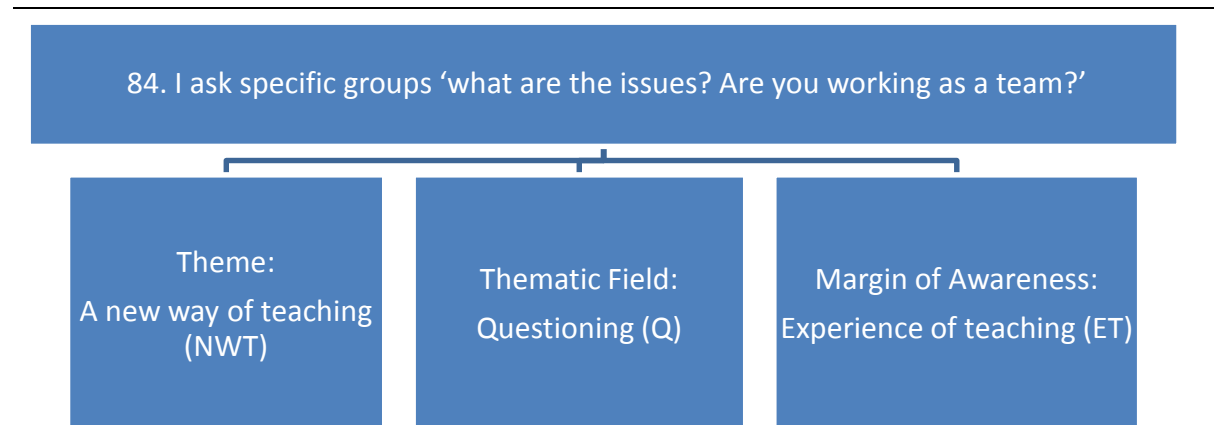 84. I ask specific groups ‘what are the issues? Are you working as a team?’
Theme:
A new way of teaching
(NWT)
Thematic Field:
Questioning (Q)
Margin of Awareness:
Experience of teaching (ET)